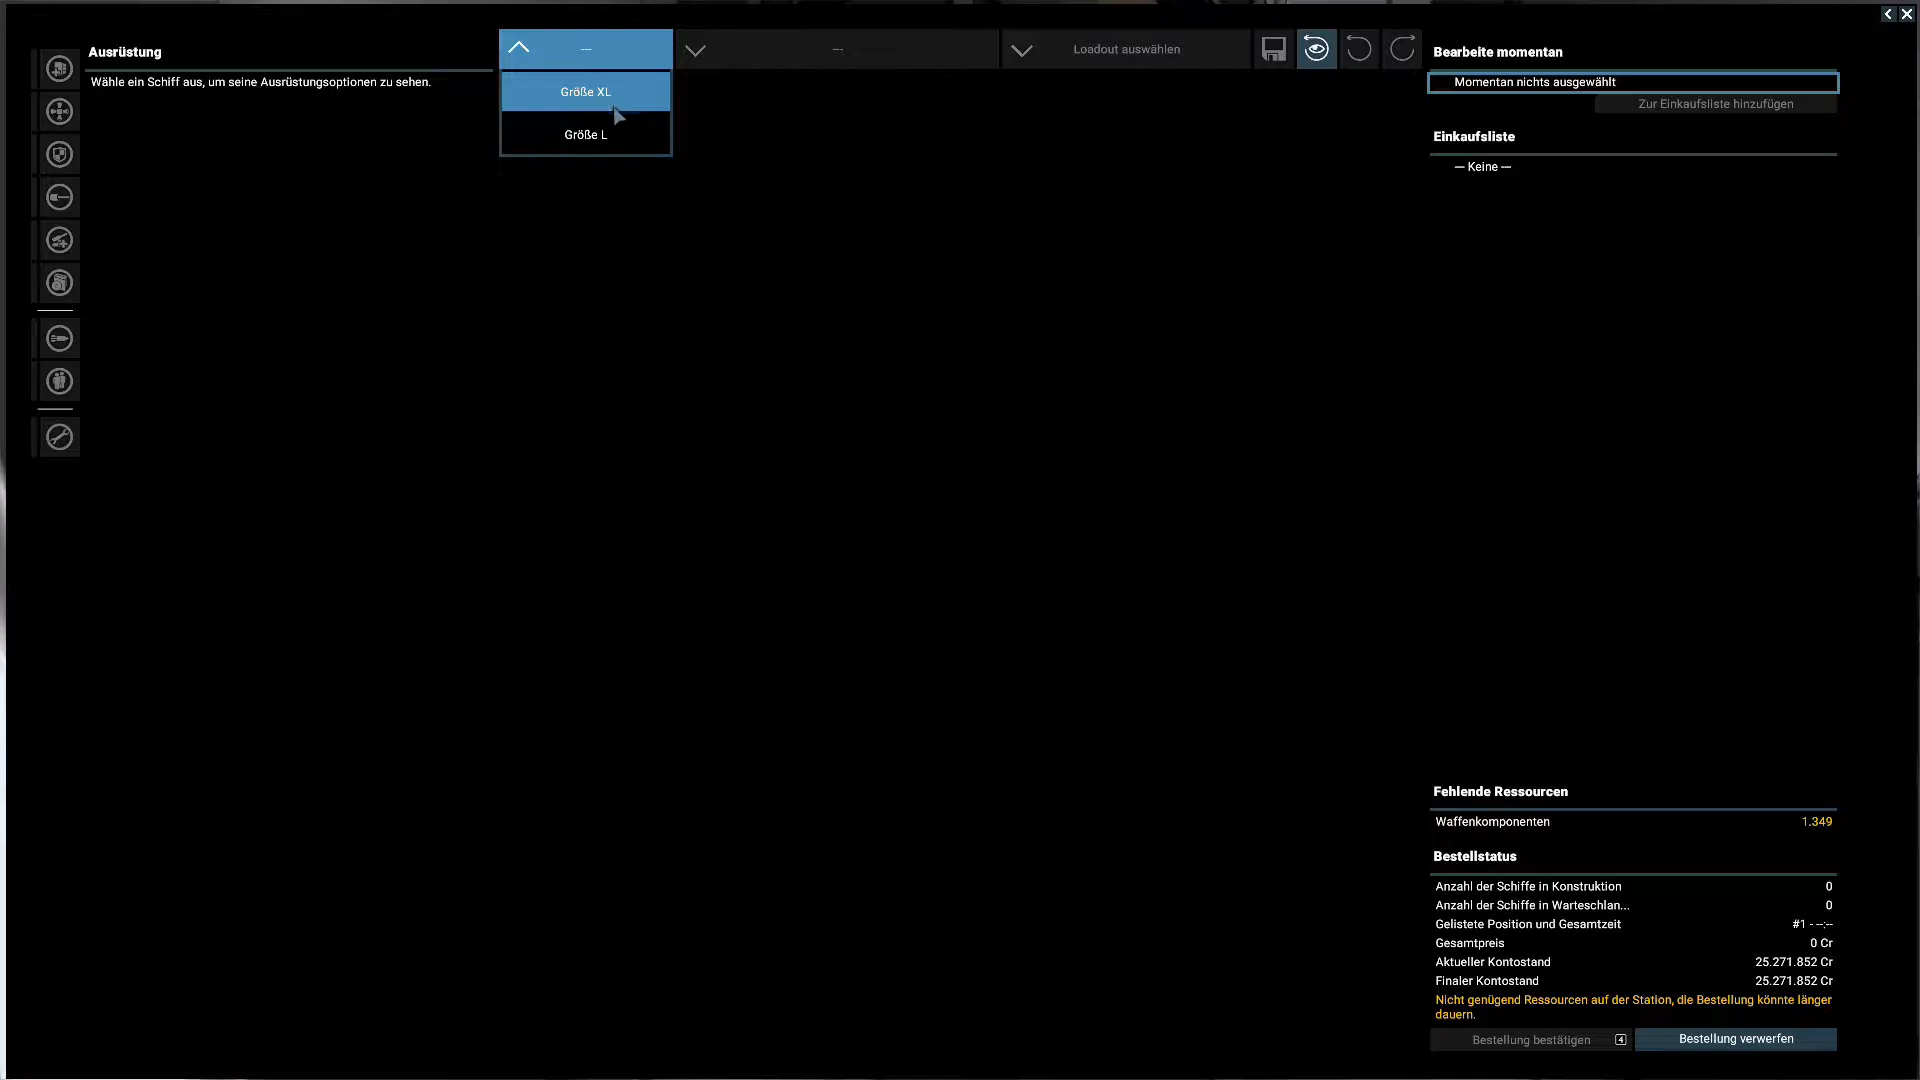 Ausrüstung
Wähle ein Schiff aus, um seine Ausrüstungsoptionen zu sehen.
---
Größe XL
Größe L
---
Loadout auswählen
Bearbeite momentan
Momentan nichts ausgewählt
Zur Einkaufsliste hinzufügen
Einkaufsliste
— Keine —
Fehlende Ressourcen
Waffenkomponenten 1.349
Bestellstatus
Anzahl der Schiffe in Konstruktion 0
Anzahl der Schiffe in Warteschlan... 0
Gelistete Position und Gesamtzeit #1 - --:--
Gesamtpreis 0 Cr
Aktueller Kontostand 25.271.852 Cr
Finaler Kontostand 25.271.852 Cr
Nicht genügend Ressourcen auf der Station, die Bestellung könnte länger
dauern.
Bestellung bestätigen 4
Bestellung verwerfen